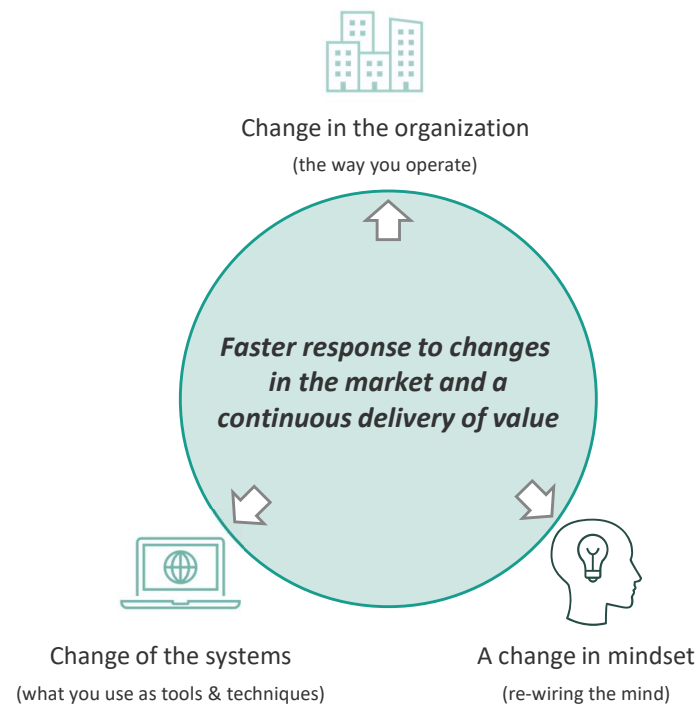 Change in the organization
(the way you operate)
Faster response to changes
in the market and a
continuous delivery of value
Change of the systems
(what you use as tools & techniques)
A change in mindset
(re-wiring the mind)